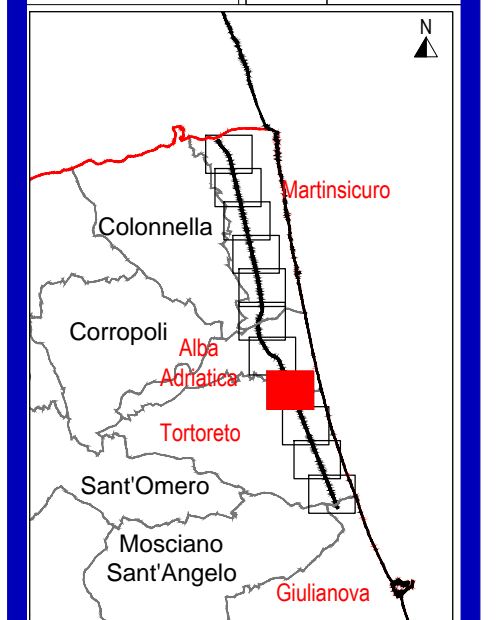 N
Martinsicuro
Colonnella
Corropoli
Alba
Adriatica
Tortoreto
Sant'Omero
Mosciano
Sant'Angelo
Giulianova